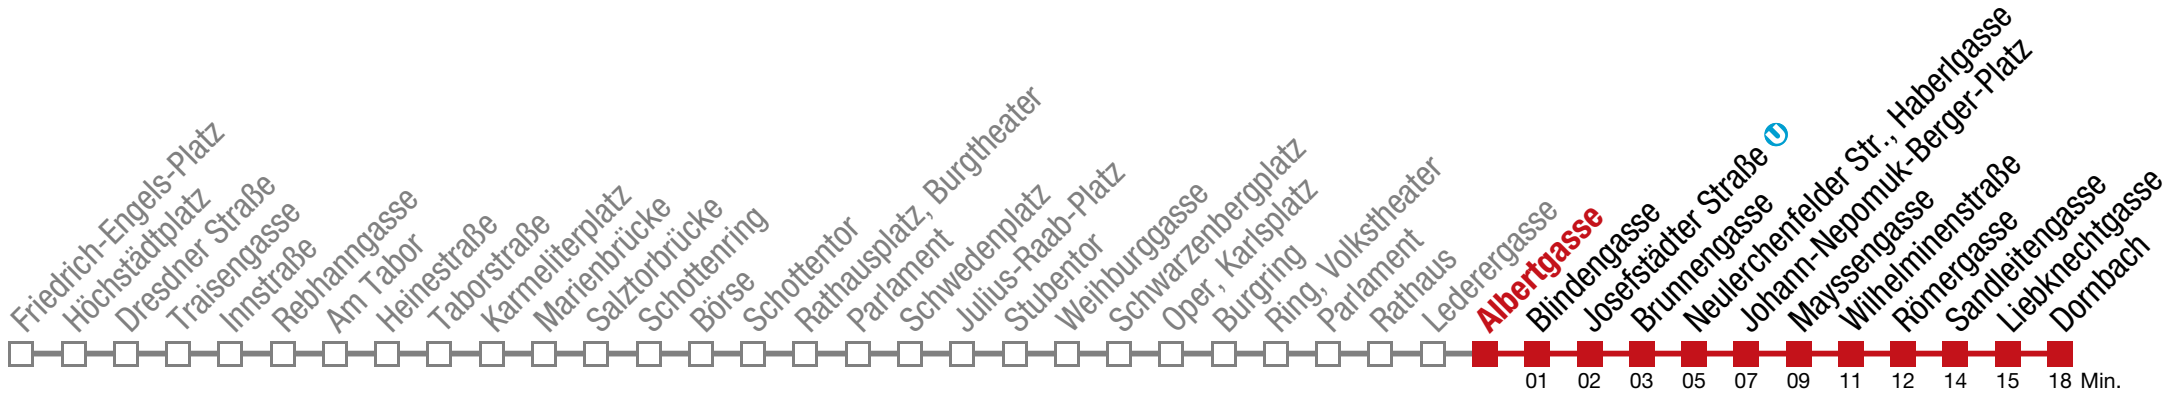 Friedrich-Engels-Platz
Höchstädtplatz
Dresdner Straße
Traisengasse
Innstraße
Rebhanngasse
Am Tabor
Heinestraße
Taborstraße
Karmeliterplatz
Marienbrücke
Salztorbrücke
Schottenring
Börse
Schottentor
Rathausplatz, Burgtheater
Parlament
Schwedenplatz
Julius-Raab-Platz
Stubentor
Weihburggasse
Schwarzenbergplatz
Oper, Karlsplatz
Burgring
Ring, Volkstheater
Parlament
Rathaus
Lederergasse
Albertgasse
Blindengasse
Josefstädter Straße U
Brunnengasse
Neulerchenfelder Str., Haberlgasse
Johann-Nepomuk-Berger-Platz
Mayssengasse
Wilhelminenstraße
Römergasse
Sandleitengasse
Liebknechtgasse
Dornbach
01 02 03 05 07 09 11 12 14 15 18 Min.